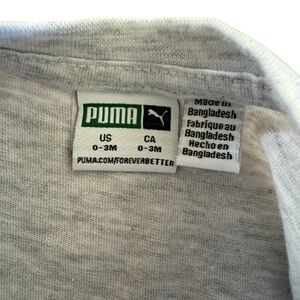 PUMA
US CA
0-3M 0-3M
PUMA.COM/FOREVERBETTER
Made in
Bangladesh
Fabriqué au
Bangladesh
Hecho en
Bangladesh